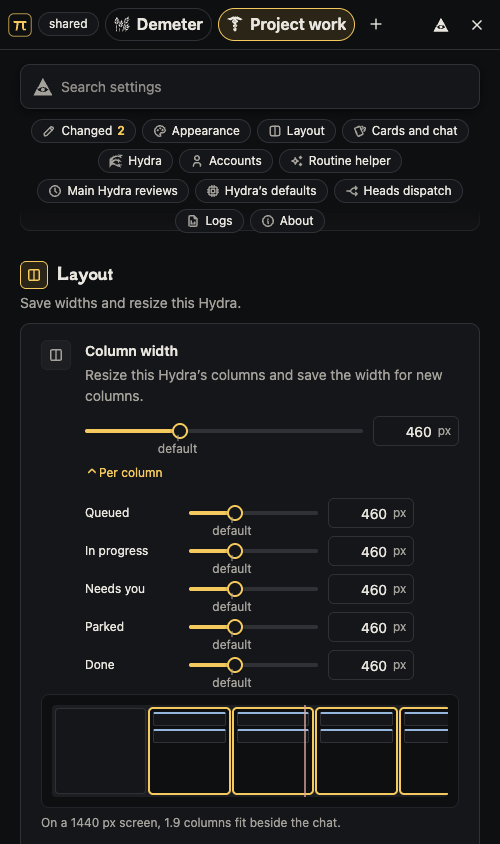 π shared Demeter Project work +
Search settings
Changed 2 Appearance Layout Cards and chat
Hydra Accounts Routine helper
Main Hydra reviews Hydra's defaults Heads dispatch
Logs About
Layout
Save widths and resize this Hydra.
Column width
Resize this Hydra's columns and save the width for new
columns.
460 px
default
Per column
Queued 460 px
default
In progress 460 px
default
Needs you 460 px
default
Parked 460 px
default
Done 460 px
default
On a 1440 px screen, 1.9 columns fit beside the chat.